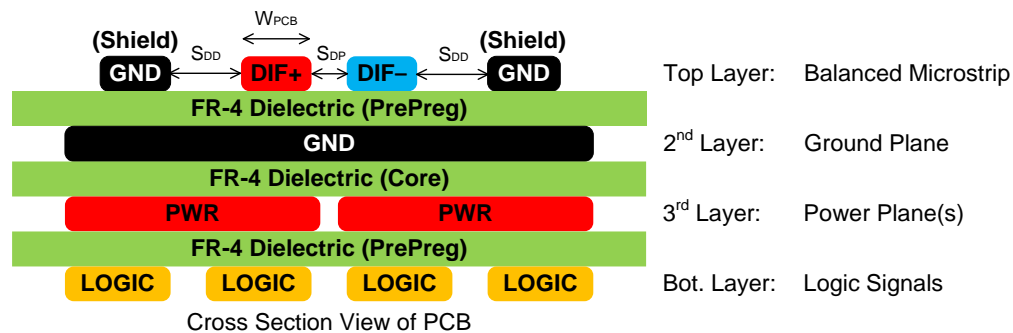 WPCB
(Shield) (Shield)
SDD SDP SDD
GND DIF+ DIF– GND Top Layer: Balanced Microstrip
FR-4 Dielectric (PrePreg)
GND 2nd Layer: Ground Plane
FR-4 Dielectric (Core)
PWR PWR 3rd Layer: Power Plane(s)
FR-4 Dielectric (PrePreg)
LOGIC LOGIC LOGIC LOGIC Bot. Layer: Logic Signals
Cross Section View of PCB